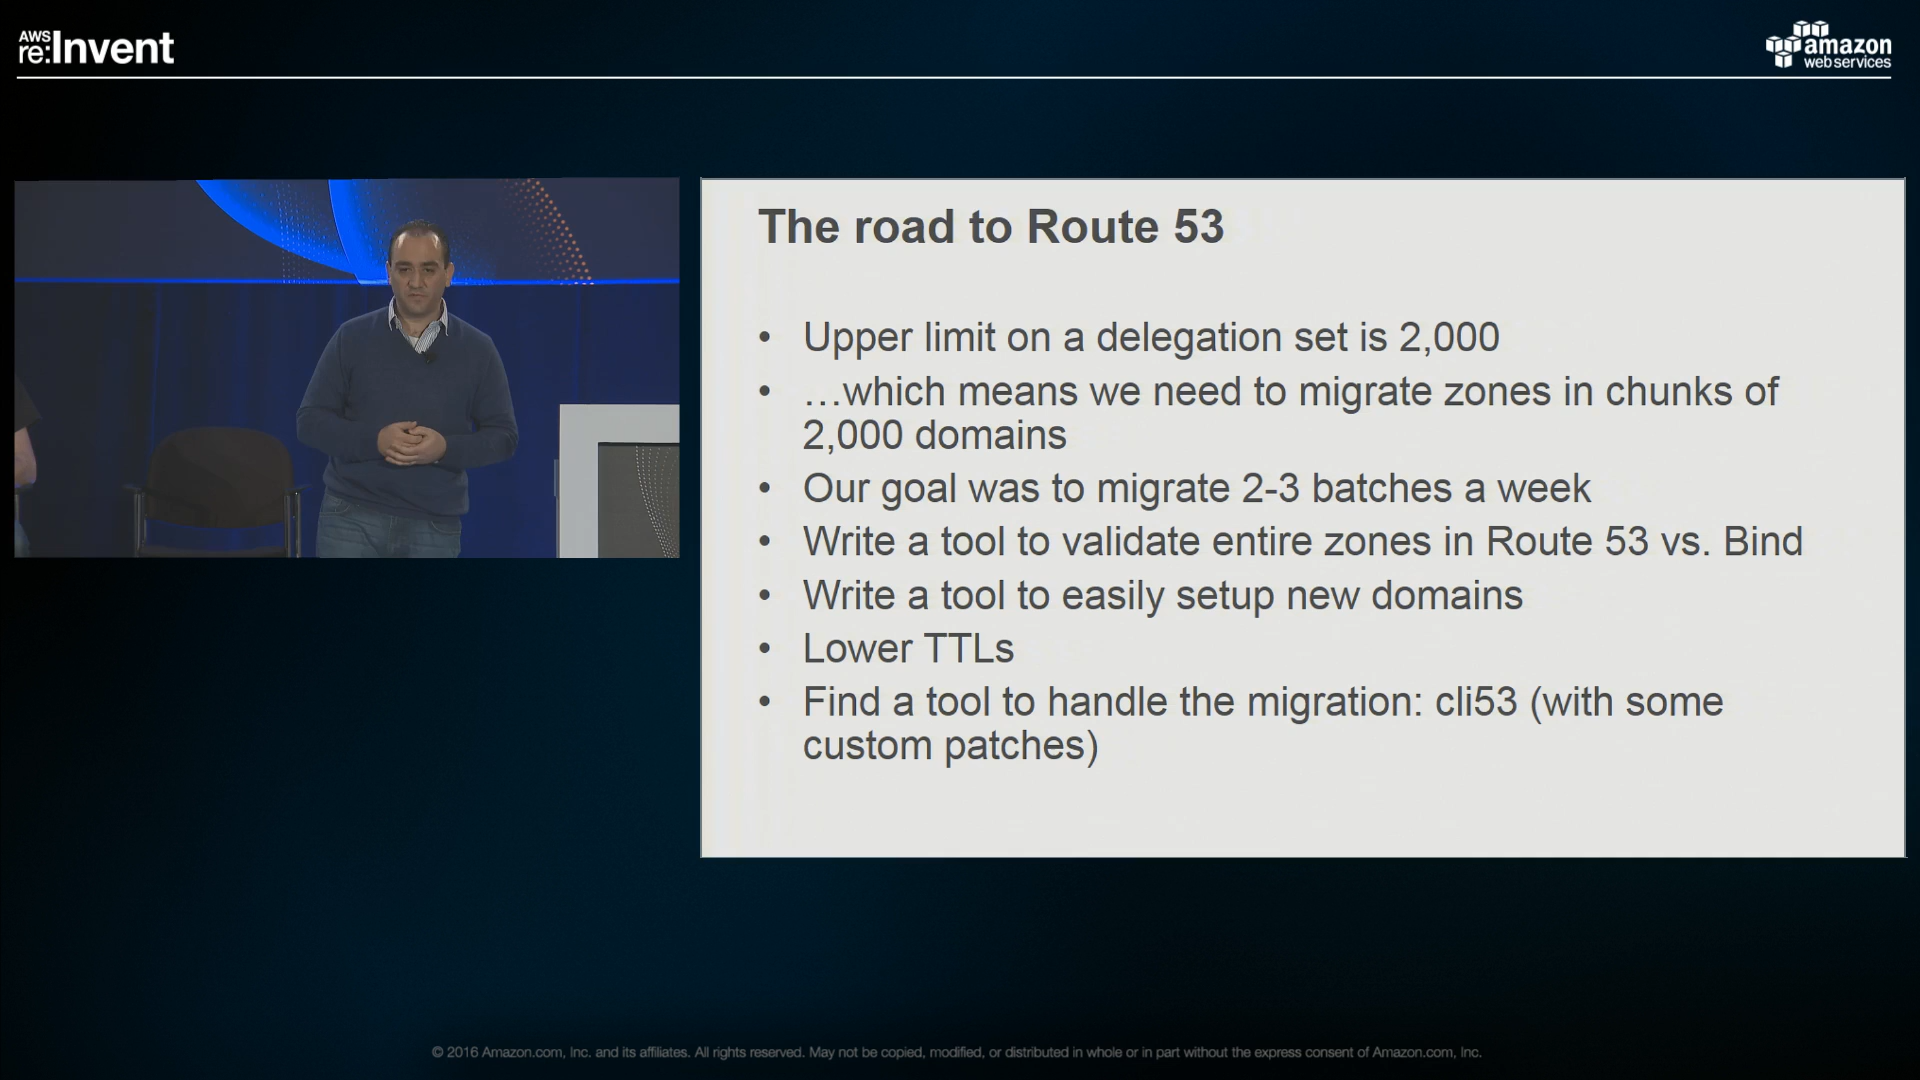 AWS
re:Invent
amazon
web services
The road to Route 53
• Upper limit on a delegation set is 2,000
• …which means we need to migrate zones in chunks of
2,000 domains
• Our goal was to migrate 2-3 batches a week
• Write a tool to validate entire zones in Route 53 vs. Bind
• Write a tool to easily setup new domains
• Lower TTLs
• Find a tool to handle the migration: cli53 (with some
custom patches)
© 2016 Amazon.com, Inc. and its affiliates. All rights reserved. May not be copied, modified, or distributed in whole or in part without the express consent of Amazon.com, Inc.